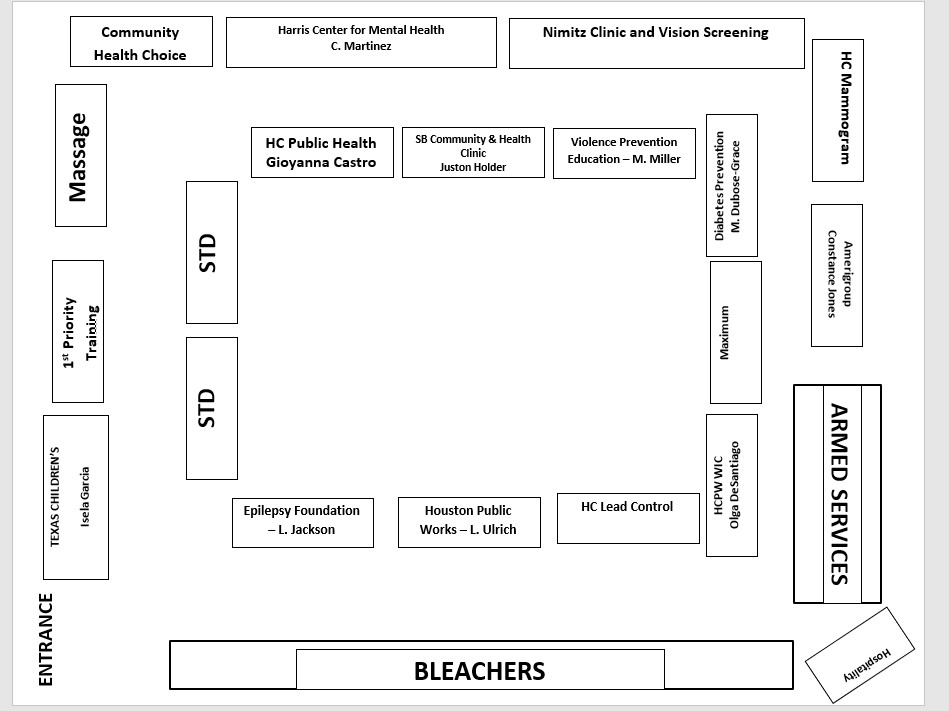 Community
Health Choice
Harris Center for Mental Health
C. Martinez
Nimitz Clinic and Vision Screening
HC Mammogram
Massage
HC Public Health
Gioyanna Castro
SB Community & Health
Clinic
Juston Holder
Violence Prevention
Education – M. Miller
Diabetes Prevention
M. Dubose-Grace
STD
Amerigroup
Constance Jones
1st Priority
Training
Maximum
STD
ARMED SERVICES
TEXAS CHILDREN'S
Isela Garcia
HCPW WIC
Olga DeSantiago
Epilepsy Foundation
– L. Jackson
Houston Public
Works – L. Ulrich
HC Lead Control
ENTRANCE
BLEACHERS
Hospitality